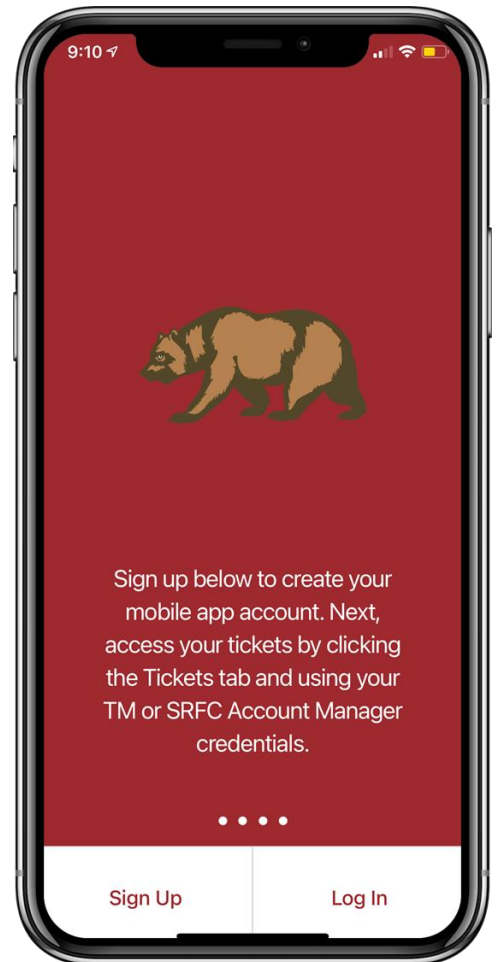 9:10
Sign up below to create your
mobile app account. Next,
access your tickets by clicking
the Tickets tab and using your
TM or SRFC Account Manager
credentials.
Sign Up Log In